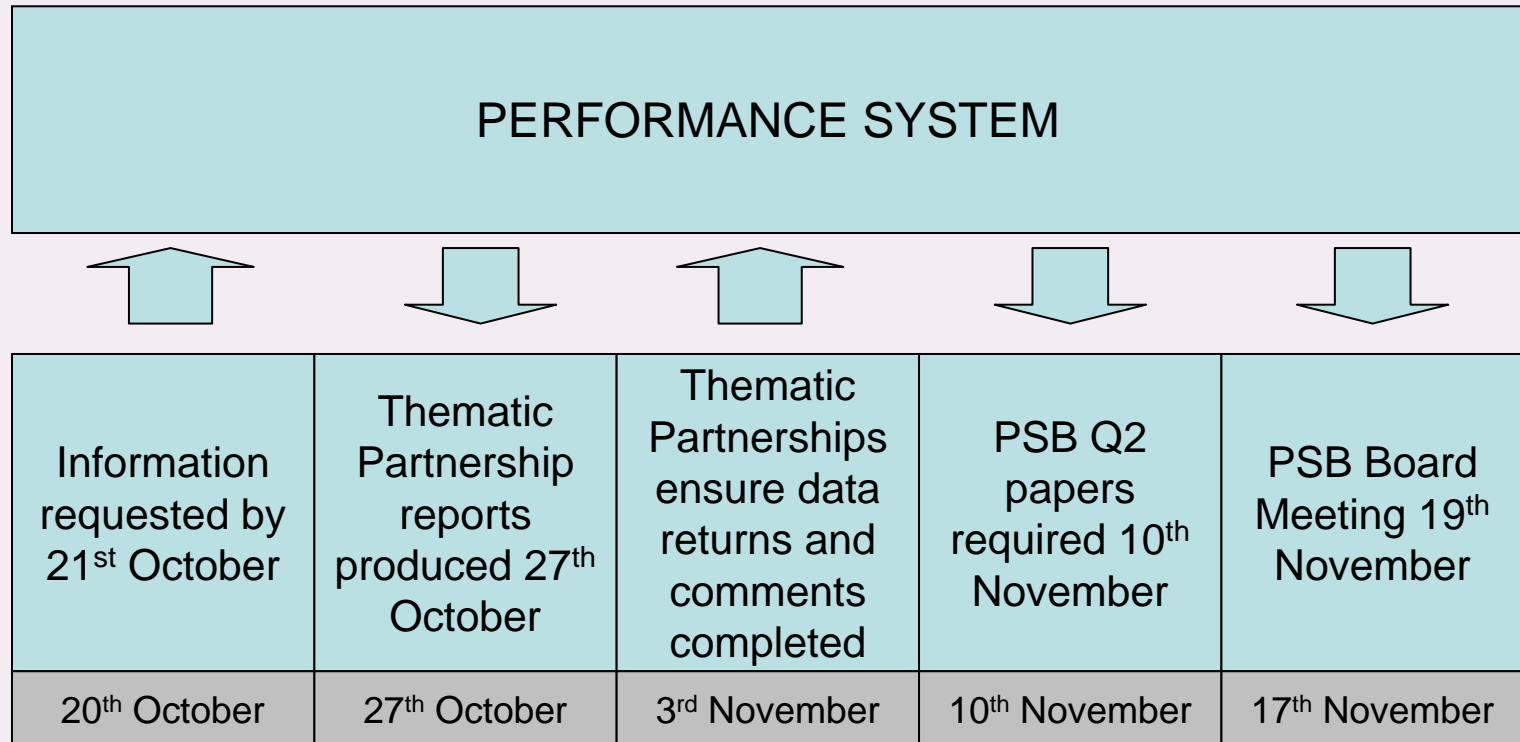 PERFORMANCE SYSTEM
Information
requested by
21st October
Thematic
Partnership
reports
produced 27th
October
Thematic
Partnerships
ensure data
returns and
comments
completed
PSB Q2
papers
required 10th
November
PSB Board
Meeting 19th
November
20th October
27th October
3rd November
10th November
17th November